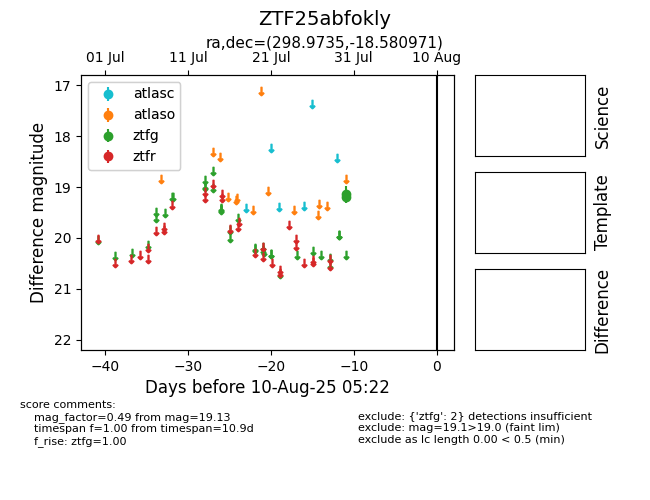 ZTF25abfokly
ra,dec=(298.9735,-18.580971)
01 Jul 11 Jul 21 Jul 31 Jul 10 Aug
atlasc
atlaso
ztfg
ztfr
17
18
19
20
21
22
Difference magnitude
−40 −30 −20 −10 0
Days before 10-Aug-25 05:22
Science
Template
Difference
score comments:
mag_factor=0.49 from mag=19.13
timespan f=1.00 from timespan=10.9d
f_rise: ztfg=1.00
exclude: {'ztfg': 2} detections insufficient
exclude: mag=19.1>19.0 (faint lim)
exclude as lc length 0.00 < 0.5 (min)